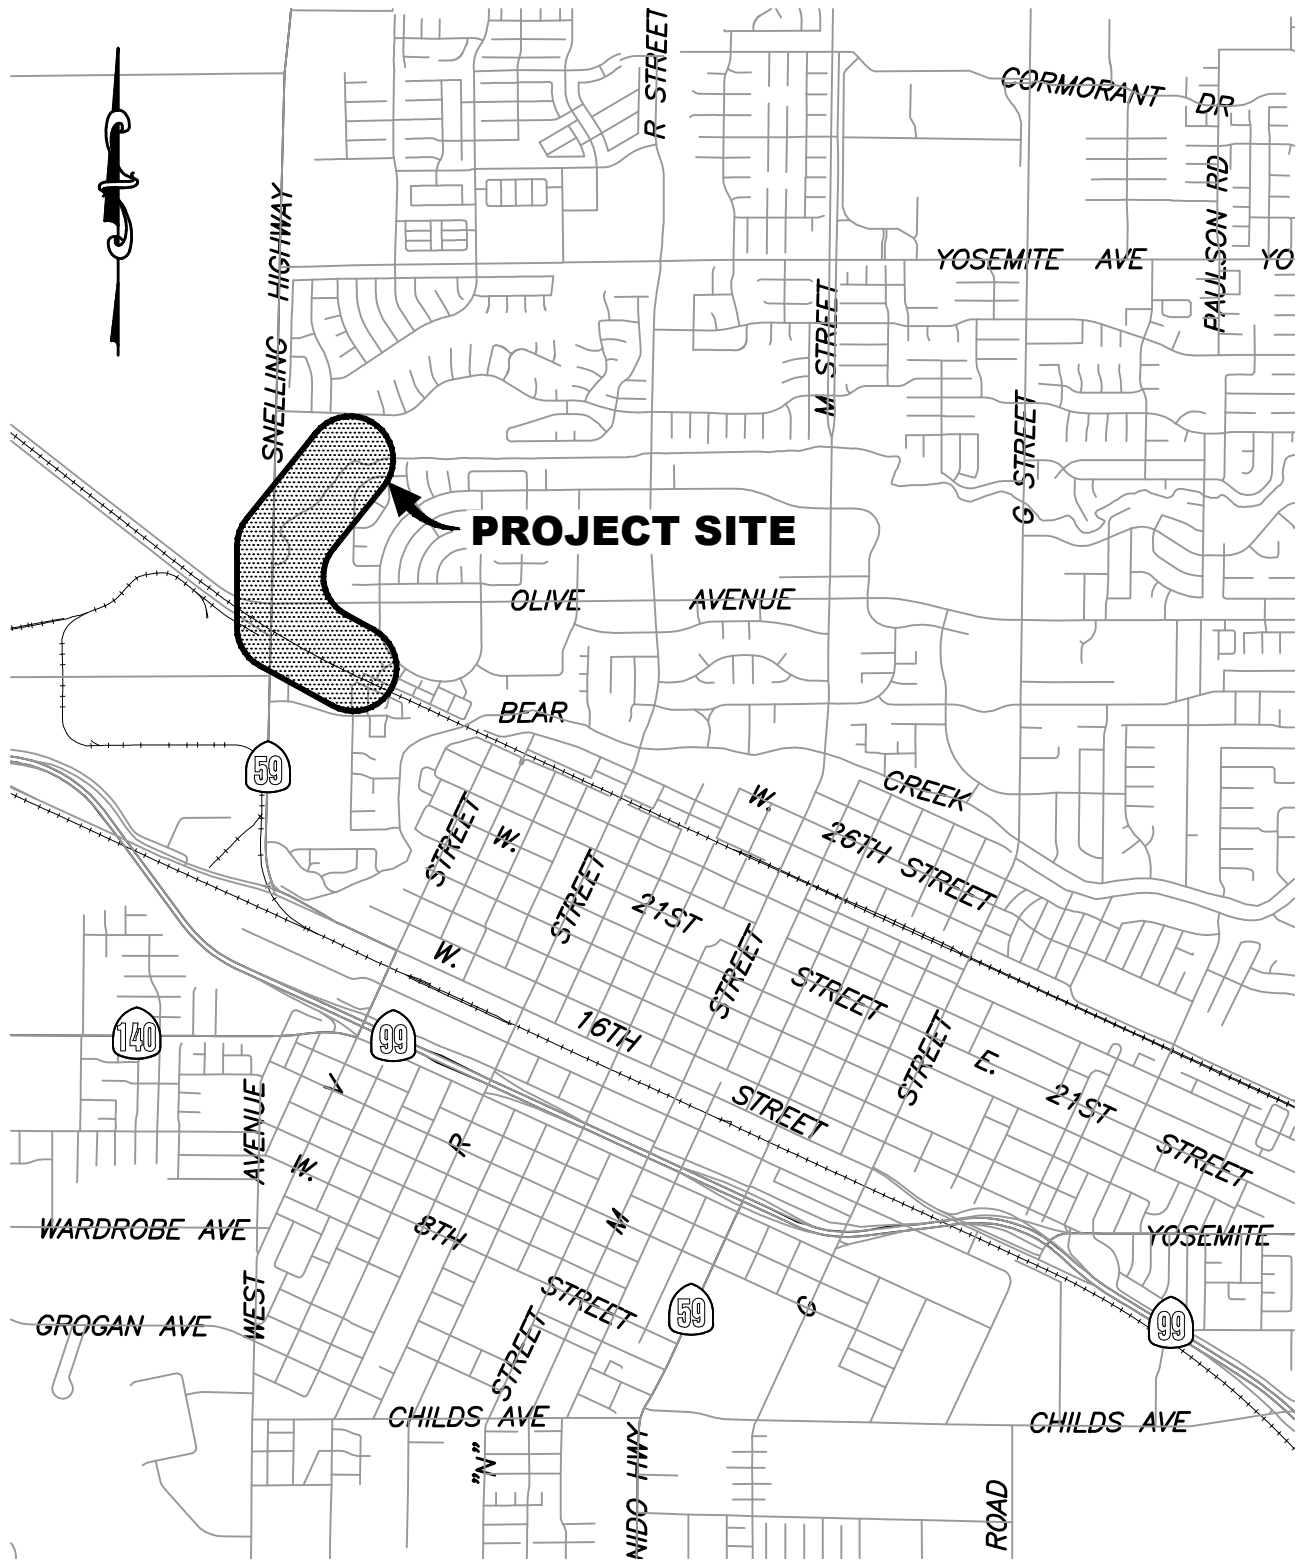 R STREET
CORMORANT DR
PAULSON RD
SNELLING HIGHWAY
YOSEMITE AVE
YO
M STREET
G STREET
PROJECT SITE
OLIVE AVENUE
BEAR CREEK
59
W. 26TH STREET
STREET
W. 21ST STREET
STREET
STREET
STREET
W. 16TH STREET
E. 21ST STREET
140
99
V
R
M
G
AVENUE
WEST
W. 8TH STREET
WARDROBE AVE
YOSEMITE
GROGAN AVE
59
99
STREET
"N"
CHILDS AVE
CHILDS AVE
NIDO HWY
ROAD